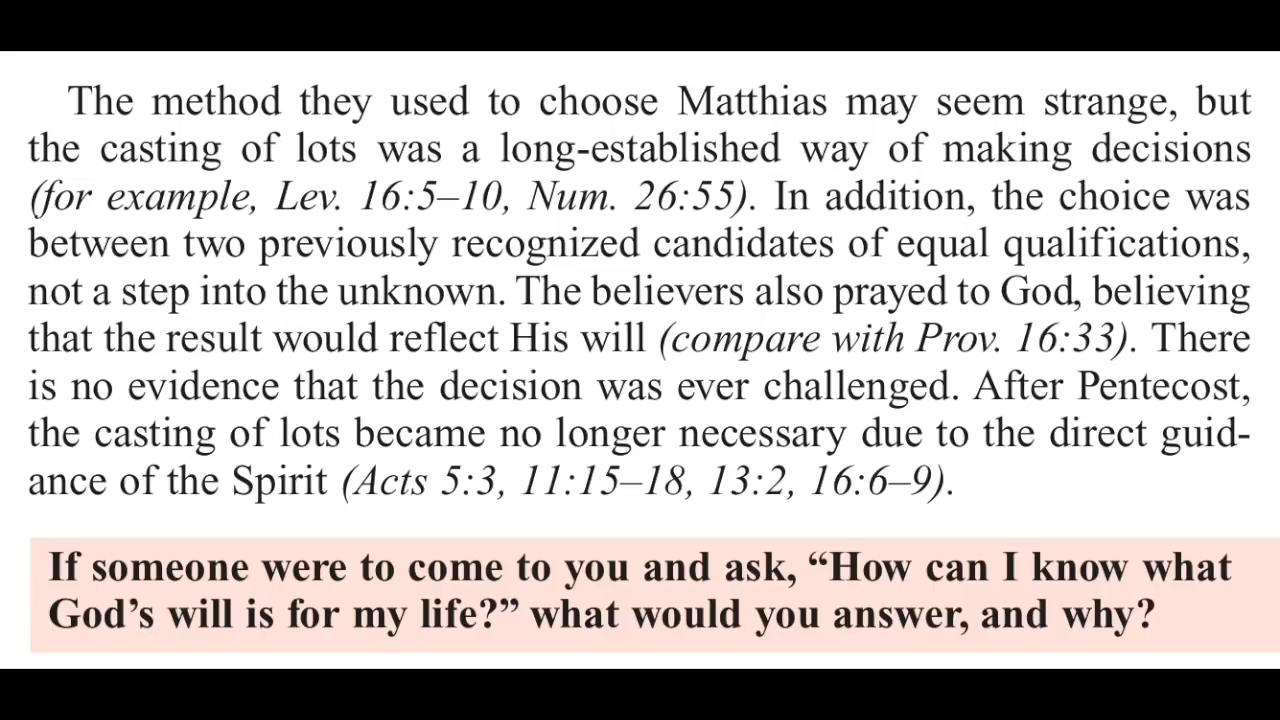 The method they used to choose Matthias may seem strange, but
the casting of lots was a long-established way of making decisions
(for example, Lev. 16:5–10, Num. 26:55). In addition, the choice was
between two previously recognized candidates of equal qualifications,
not a step into the unknown. The believers also prayed to God, believing
that the result would reflect His will (compare with Prov. 16:33). There
is no evidence that the decision was ever challenged. After Pentecost,
the casting of lots became no longer necessary due to the direct guid-
ance of the Spirit (Acts 5:3, 11:15–18, 13:2, 16:6–9).
If someone were to come to you and ask, “How can I know what
God’s will is for my life?” what would you answer, and why?